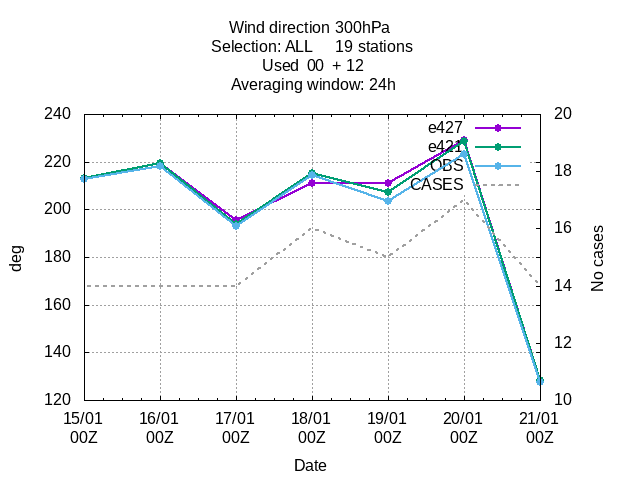 Wind direction 300hPa
Selection: ALL     19 stations
Used  00  + 12
Averaging window: 24h
240
220
200
180
160
140
120
deg
20
18
16
14
12
10
No cases
e427
e421
OBS
CASES
15/01 16/01 17/01 18/01 19/01 20/01 21/01
00Z 00Z 00Z 00Z 00Z 00Z 00Z
Date